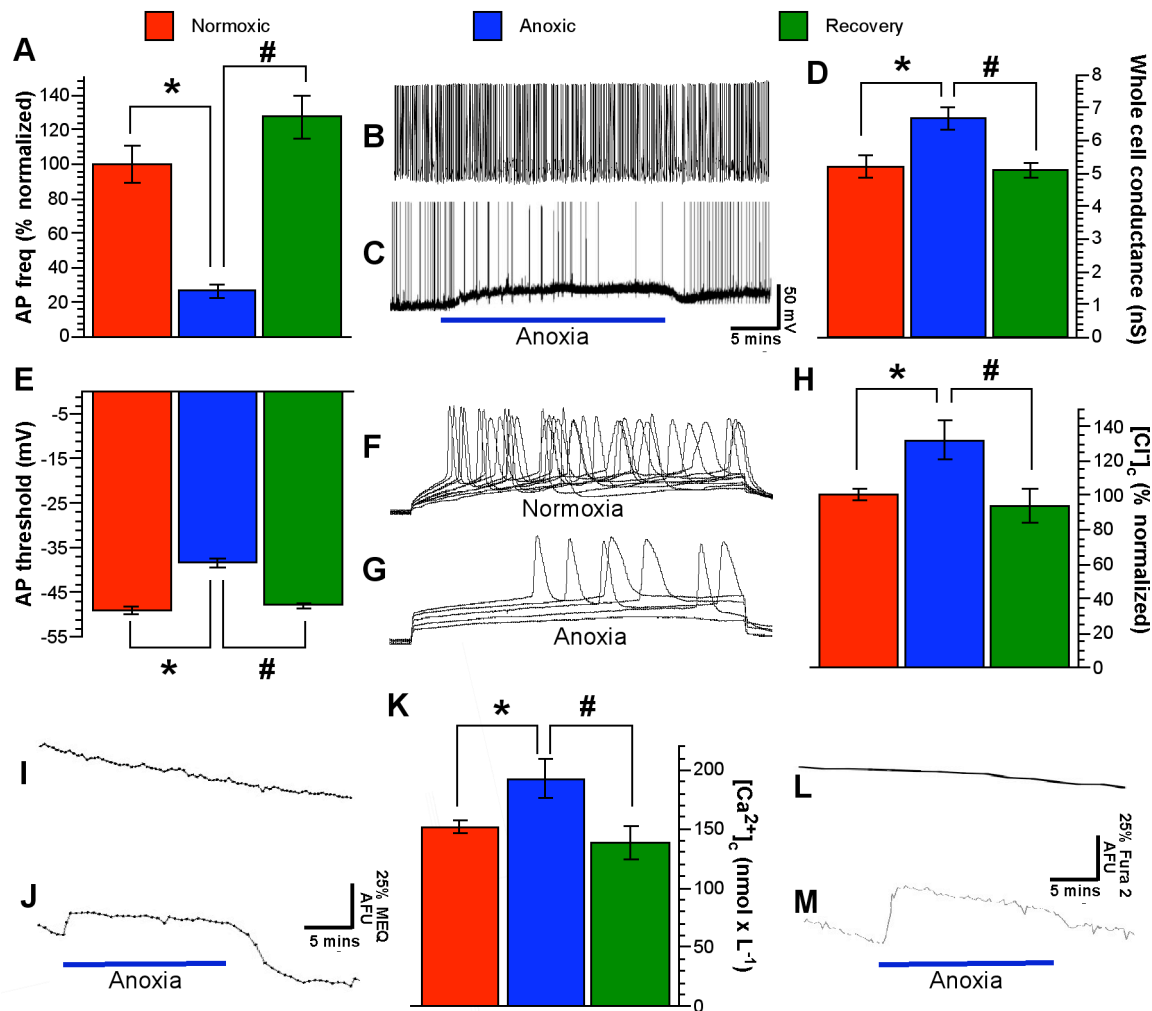 Normoxic
Anoxic
Recovery
A
*
#
AP freq (% normalized)
140
120
100
80
60
40
20
0
B
C
Anoxia
50 mV
5 mins
D
*
#
Whole cell conductance (nS)
8
7
6
5
4
3
2
1
0
E
AP threshold (mV)
-5
-15
-25
-35
-45
-55
*
#
F
Normoxia
G
Anoxia
H
*
#
[Cl-]c (% normalized)
140
120
100
80
60
40
20
0
I
J
Anoxia
25% MEQ
AFU
5 mins
K
*
#
[Ca2+]c (nmol x L-1)
200
150
100
50
0
L
25% Fura 2
AFU
5 mins
M
Anoxia